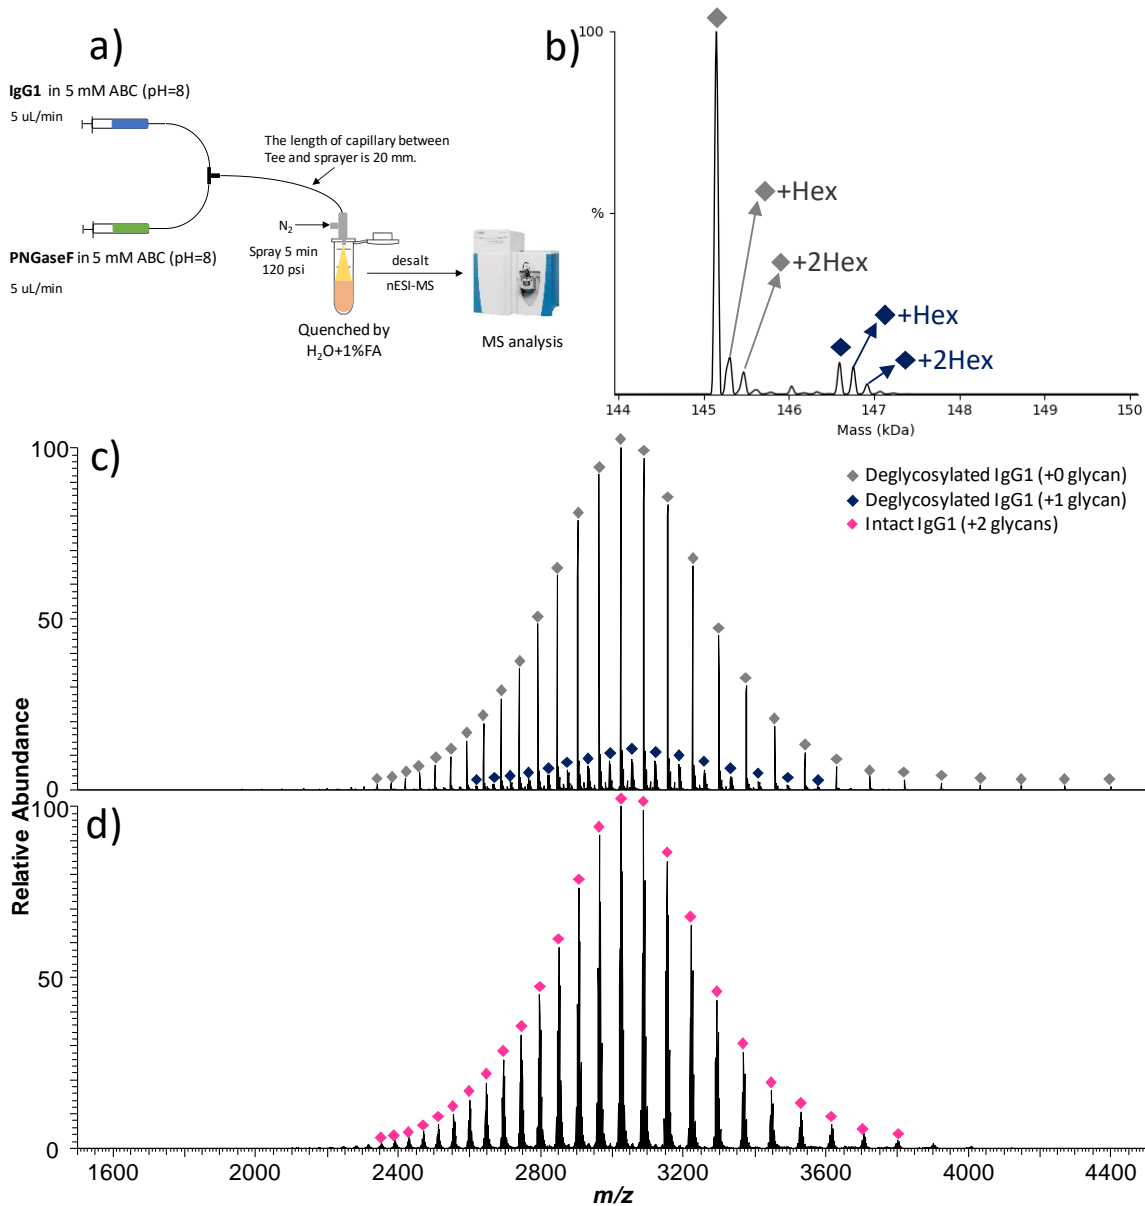 a)
IgG1 in 5 mM ABC (pH=8)
5 uL/min
The length of capillary between
Tee and sprayer is 20 mm.
N2
Spray 5 min
120 psi
desalt
nESI-MS
PNGaseF in 5 mM ABC (pH=8)
5 uL/min
Quenched by
H2O+1%FA
MS analysis
b)
100
%
+Hex
+2Hex
+Hex
+2Hex
144 145 146 147 148 149 150
Mass (kDa)
c)
Deglycosylated IgG1 (+0 glycan)
Deglycosylated IgG1 (+1 glycan)
Intact IgG1 (+2 glycans)
100
50
0
Relative Abundance
d)
100
50
0
1600 2000 2400 2800 3200 3600 4000 4400
m/z